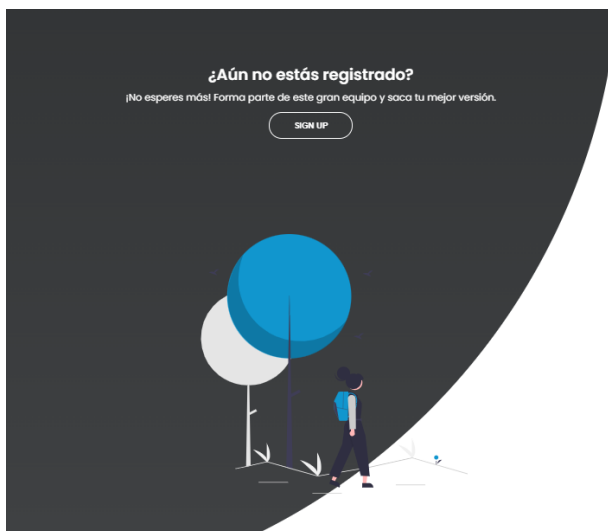 ¿Aún no estás registrado?
¡No esperes más! Forma parte de este gran equipo y saca tu mejor versión.
SIGN UP